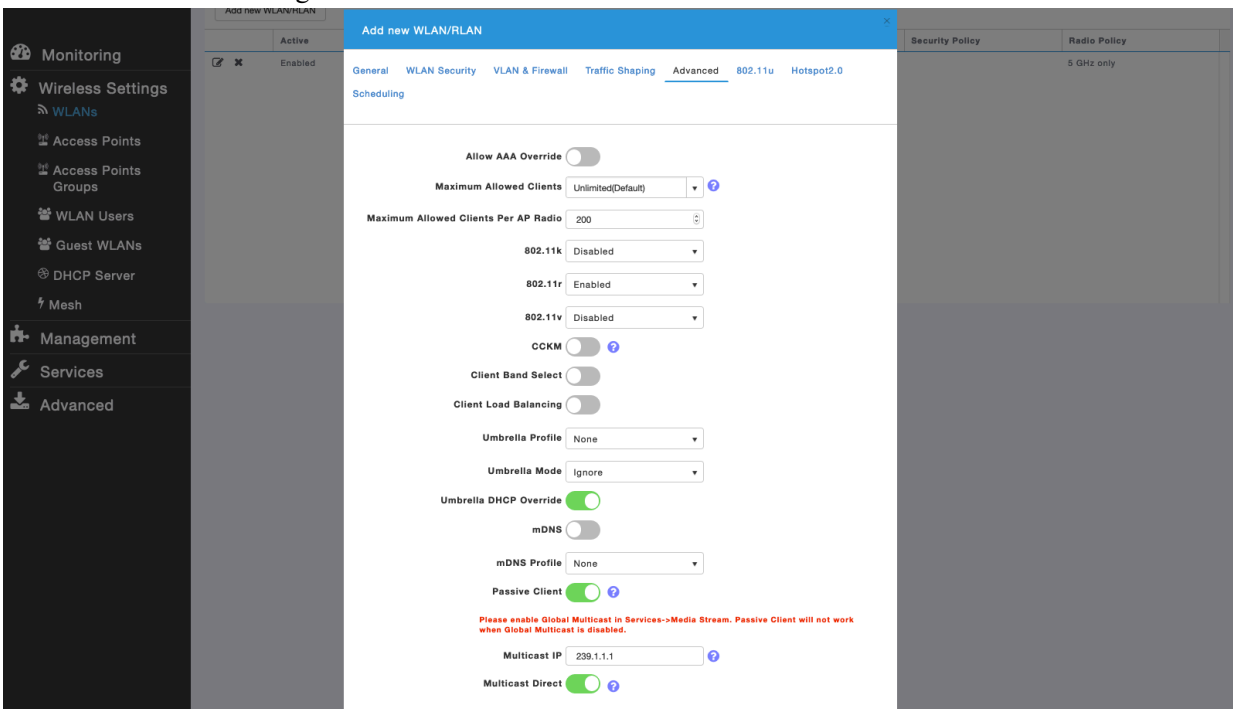 Add new WLAN/RLAN
Active
Security Policy
Radio Policy
Enabled
5 GHz only
Monitoring
Wireless Settings
WLANs
Access Points
Access Points
Groups
WLAN Users
Guest WLANs
DHCP Server
Mesh
Management
Services
Advanced
Add new WLAN/RLAN
×
General WLAN Security VLAN & Firewall Traffic Shaping Advanced 802.11u Hotspot2.0
Scheduling
Allow AAA Override
Maximum Allowed Clients Unlimited(Default)
Maximum Allowed Clients Per AP Radio 200
802.11k Disabled
802.11r Enabled
802.11v Disabled
CCKM
Client Band Select
Client Load Balancing
Umbrella Profile None
Umbrella Mode Ignore
Umbrella DHCP Override
mDNS
mDNS Profile None
Passive Client
Please enable Global Multicast in Services->Media Stream. Passive Client will not work
when Global Multicast is disabled.
Multicast IP 239.1.1.1
Multicast Direct